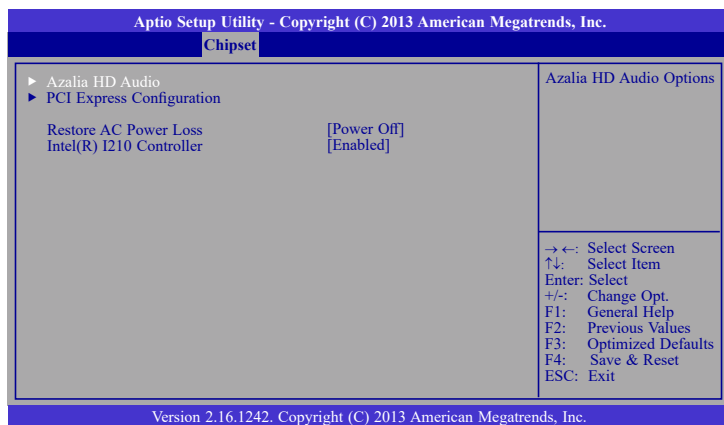 Aptio Setup Utility - Copyright (C) 2013 American Megatrends, Inc.
Chipset
► Azalia HD Audio
► PCI Express Configuration
Restore AC Power Loss [Power Off]
Intel(R) I210 Controller [Enabled]
Azalia HD Audio Options
→ ←: Select Screen
↑↓: Select Item
Enter: Select
+/-: Change Opt.
F1: General Help
F2: Previous Values
F3: Optimized Defaults
F4: Save & Reset
ESC: Exit
Version 2.16.1242. Copyright (C) 2013 American Megatrends, Inc.